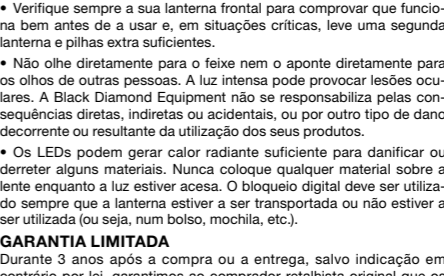 • Verifique sempre a sua lanterna frontal para comprovar que funcio-
na bem antes de a usar e, em situações críticas, leve uma segunda
lanterna e pilhas extra suficientes.
• Não olhe diretamente para o feixe nem o aponte diretamente para
os olhos de outras pessoas. A luz intensa pode provocar lesões ocu-
lares. A Black Diamond Equipment não se responsabiliza pelas con-
sequências diretas, indiretas ou acidentais, ou por outro tipo de dano
decorrente ou resultante da utilização dos seus produtos.
• Os LEDs podem gerar calor radiante suficiente para danificar ou
derreter alguns materiais. Nunca coloque qualquer material sobre a
lente enquanto a luz estiver acesa. O bloqueio digital deve ser utiliza-
do sempre que a lanterna estiver a ser transportada ou não estiver a
ser utilizada (ou seja, num bolso, mochila, etc.).
GARANTIA LIMITADA
Durante 3 anos após a compra ou a entrega, salvo indicação em
contrário por lei, garantimos ao comprador retalhista original que os